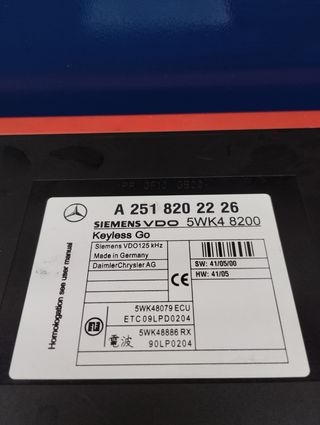 A 251 820 22 26
SIEMENS VDO 5WK4 8200
Keyless Go
Siemens VDO125 kHz
Made in Germany
DaimlerChrysler AG
SW: 41/05/00
HW: 41/05
CE
5WK48079 ECU
ETC09LPD0204
5WK48886 RX
電波 90LP0204
Homologation see user manual